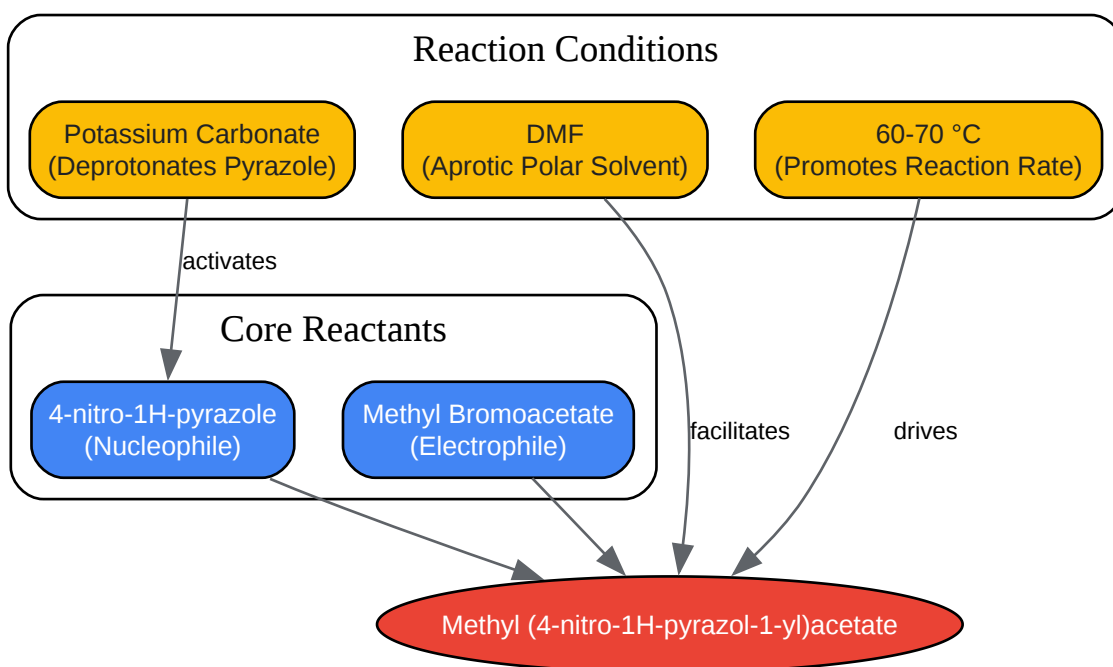 Reaction Conditions
Potassium Carbonate
(Deprotonates Pyrazole)
DMF
(Aprotic Polar Solvent)
60-70 °C
(Promotes Reaction Rate)
activates
Core Reactants
4-nitro-1H-pyrazole
(Nucleophile)
Methyl Bromoacetate
(Electrophile)
facilitates
drives
Methyl (4-nitro-1H-pyrazol-1-yl)acetate